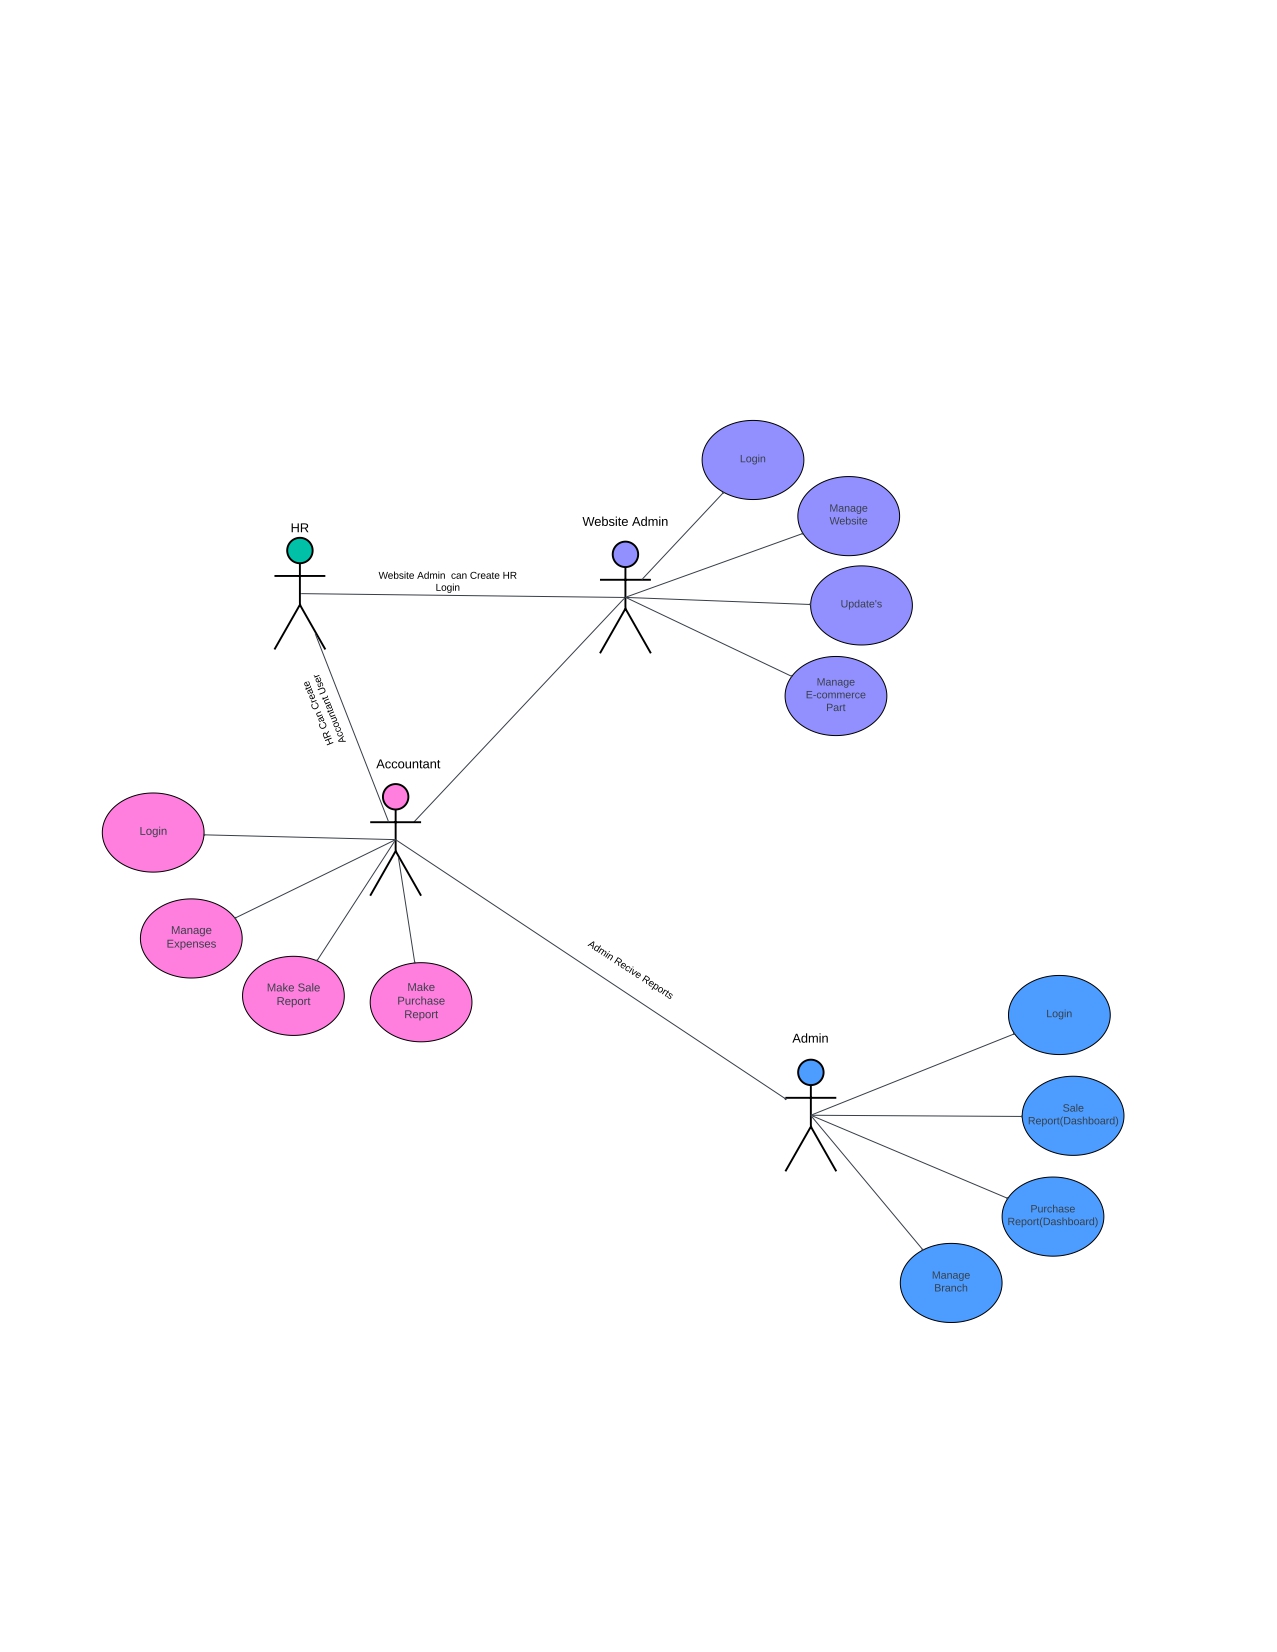 Login
Manage
Website
HR
Website Admin
Website Admin  can Create HR
Login
Update's
Manage
E-commerce
Part
HR Can Create
Accountant User
Accountant
Login
Manage
Expenses
Make Sale
Report
Make
Purchase
Report
Admin Recive Reports
Admin
Login
Sale
Report(Dashboard)
Purchase
Report(Dashboard)
Manage
Branch